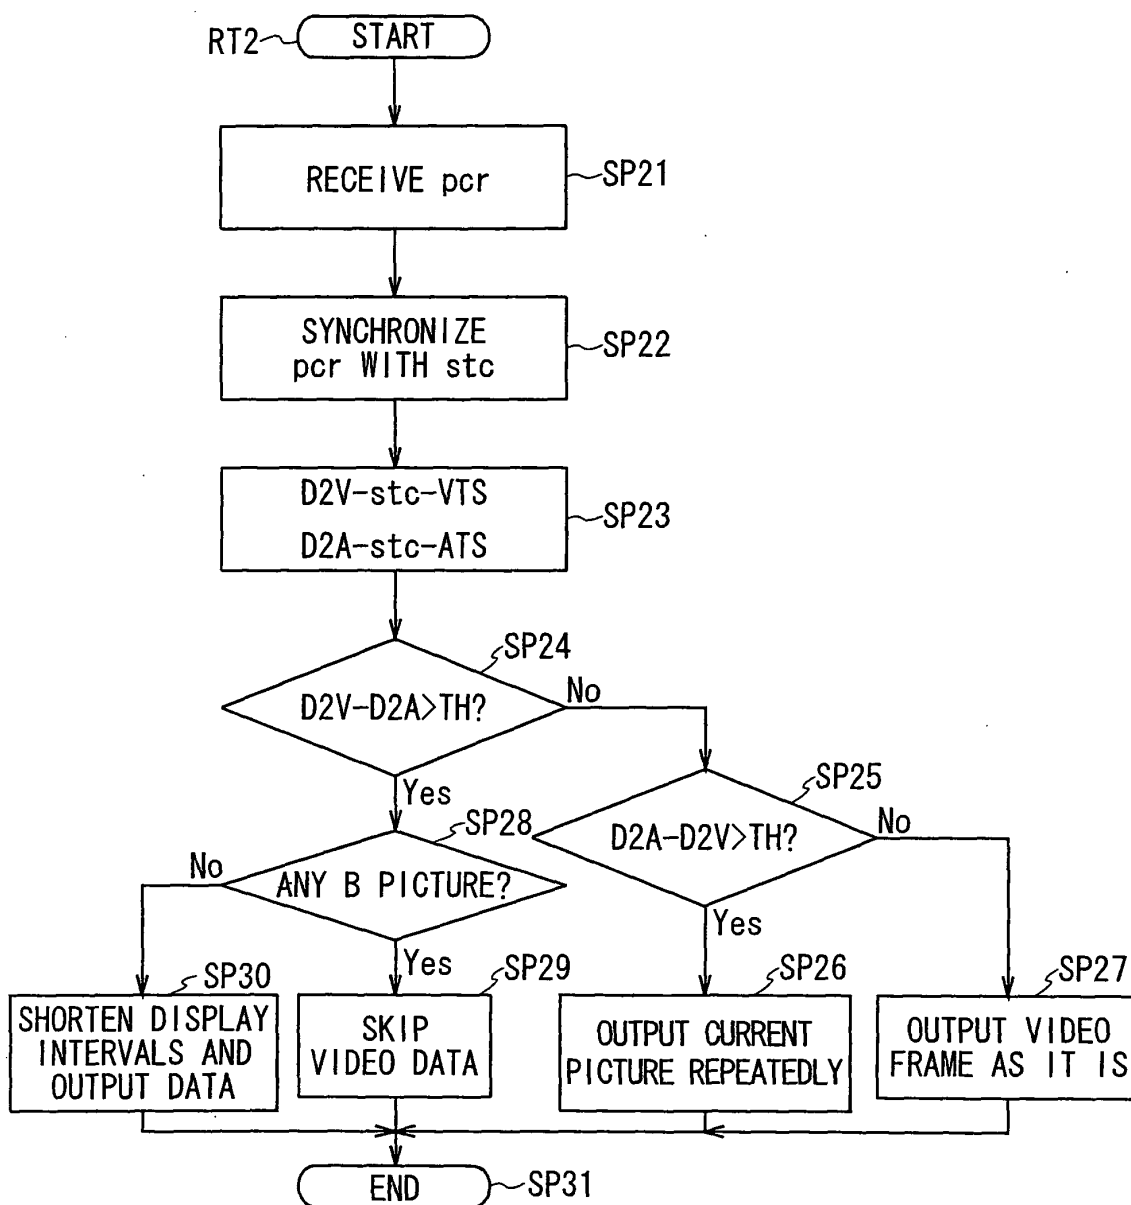 RT2
START
RECEIVE pcr
SP21
SYNCHRONIZE
pcr WITH stc
SP22
D2V-stc-VTS
D2A-stc-ATS
SP23
SP24
D2V-D2A>TH?
No
Yes
SP25
D2A-D2V>TH?
No
Yes
SP28
ANY B PICTURE?
No
Yes
SP30
SHORTEN DISPLAY
INTERVALS AND
OUTPUT DATA
SP29
SKIP
VIDEO DATA
SP26
OUTPUT CURRENT
PICTURE REPEATEDLY
SP27
OUTPUT VIDEO
FRAME AS IT IS
END
SP31